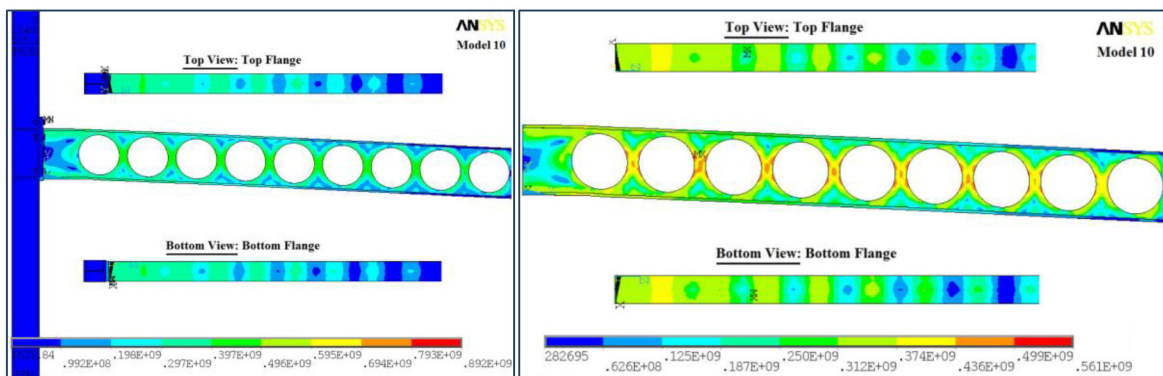 ANSYS
Model 10
Top View: Top Flange
Bottom View: Bottom Flange
.198E+09 .397E+09 .595E+09 .793E+09
.992E+08 .297E+09 .496E+09 .694E+09 .892E+09
ANSYS
Model 10
Top View: Top Flange
MX
Bottom View: Bottom Flange
282695 .125E+09 .250E+09 .374E+09 .499E+09
.626E+08 .187E+09 .312E+09 .436E+09 .561E+09